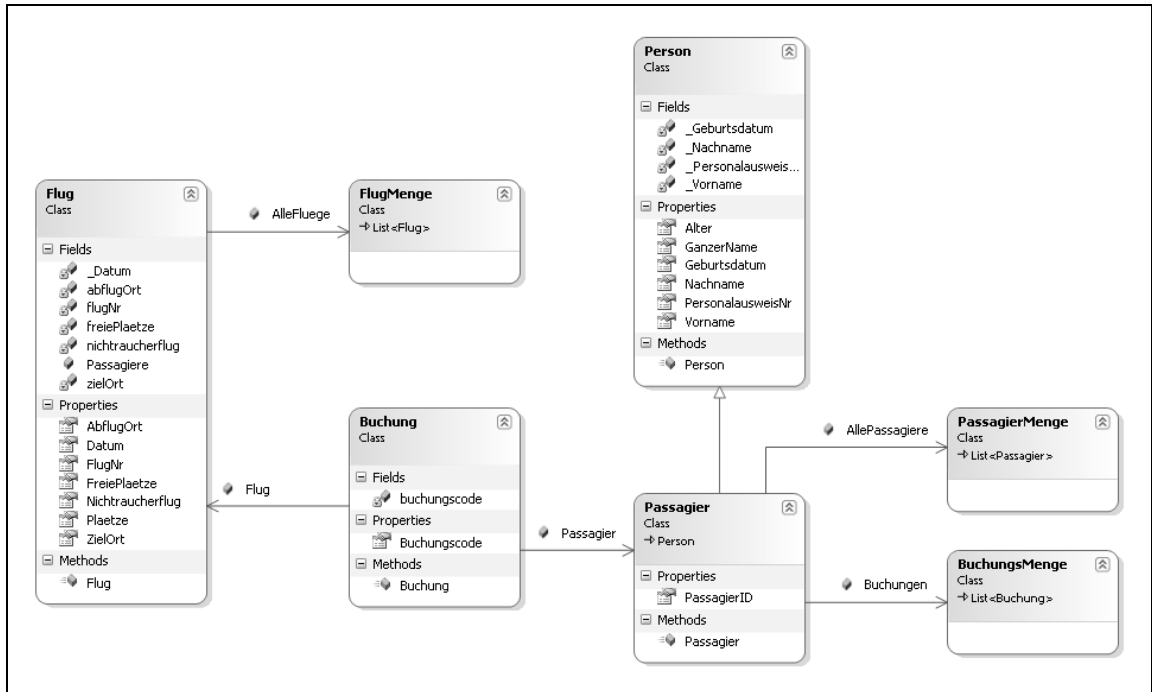 Person
Class
Fields
_Geburtsdatum
_Nachname
_Personalausweis...
_Vorname
Properties
Alter
GanzerName
Geburtsdatum
Nachname
PersonalausweisNr
Vorname
Methods
Person
Flug
Class
Fields
_Datum
abflugOrt
flugNr
freiePlaetze
nichtraucherflug
Passagiere
zielOrt
Properties
AbflugOrt
Datum
FlugNr
FreiePlaetze
Nichtraucherflug
Plaetze
ZielOrt
Methods
Flug
AlleFluege
FlugMenge
Class
List<Flug>
Flug
Buchung
Class
Fields
buchungscode
Properties
Buchungscode
Methods
Buchung
Passagier
Passagier
Class
Person
Properties
PassagierID
Methods
Passagier
AllePassagiere
PassagierMenge
Class
List<Passagier>
Buchungen
BuchungsMenge
Class
List<Buchung>